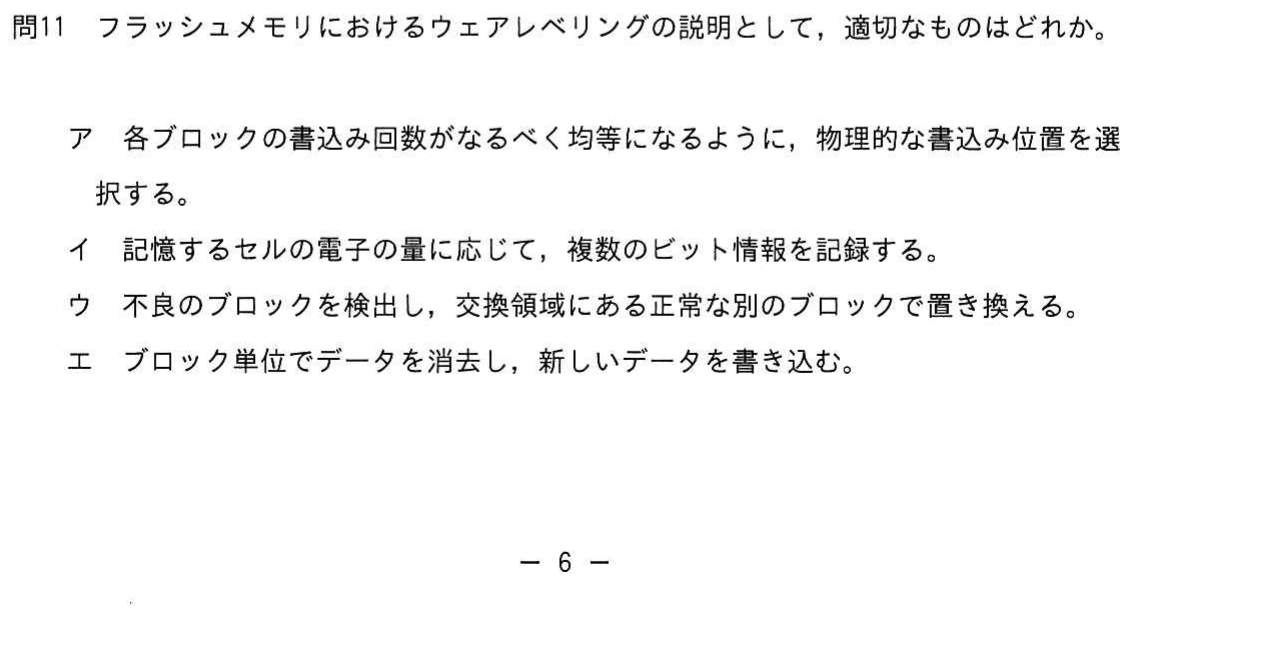 問11 フラッシュメモリにおけるウェアレベリングの説明として，適切なものはどれか。
ア 各ブロックの書込み回数がなるべく均等になるように，物理的な書込み位置を選
択する。
イ 記憶するセルの電子の量に応じて，複数のビット情報を記録する。
ウ 不良のブロックを検出し，交換領域にある正常な別のブロックで置き換える。
エ ブロック単位でデータを消去し，新しいデータを書き込む。
― 6 ―